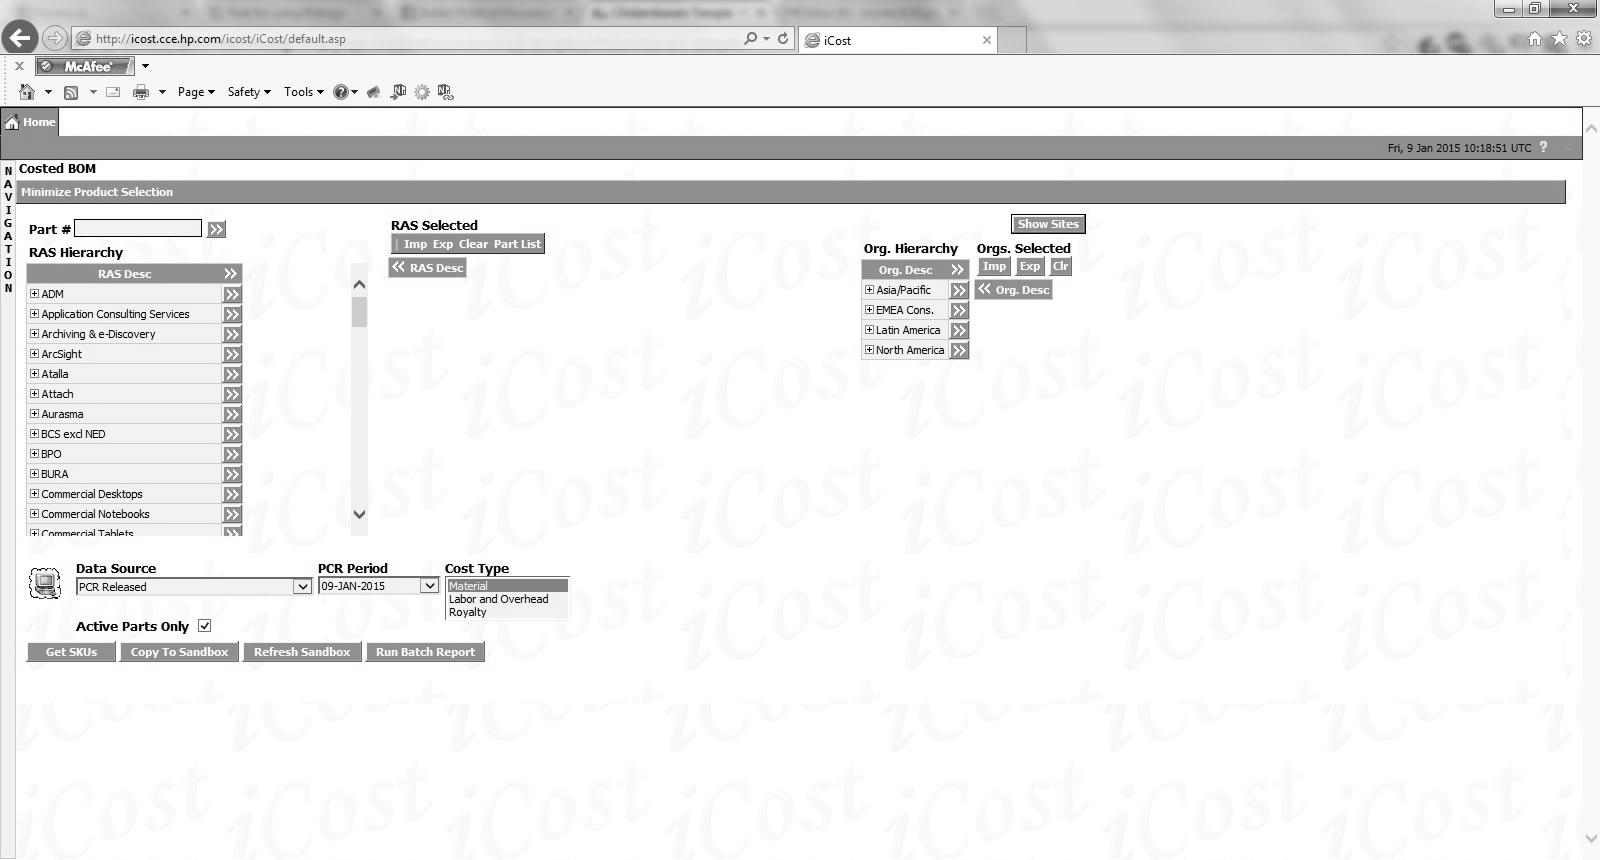 http://icost.cce.hp.com/icost/iCost/default.asp
iCost
x McAfee
Page Safety Tools
Home
Fri, 9 Jan 2015 10:18:51 UTC ?
NAVIGATION
Costed BOM
Minimize Product Selection
Part # >>
RAS Hierarchy
RAS Desc >>
ADM >>
Application Consulting Services >>
Archiving & e-Discovery >>
ArcSight >>
Atalla >>
Attach >>
Aurasma >>
BCS excl NED >>
BPO >>
BURA >>
Commercial Desktops >>
Commercial Notebooks >>
Commercial Tablets >>
RAS Selected
| Imp Exp Clear Part List
<< RAS Desc
Show Sites
Org. Hierarchy
Org. Desc >>
Asia/Pacific >>
EMEA Cons. >>
Latin America >>
North America >>
Orgs. Selected
Imp Exp Clr
<< Org. Desc
Data Source
PCR Released
PCR Period
09-JAN-2015
Cost Type
Material
Labor and Overhead
Royalty
Active Parts Only
Get SKUs Copy To Sandbox Refresh Sandbox Run Batch Report